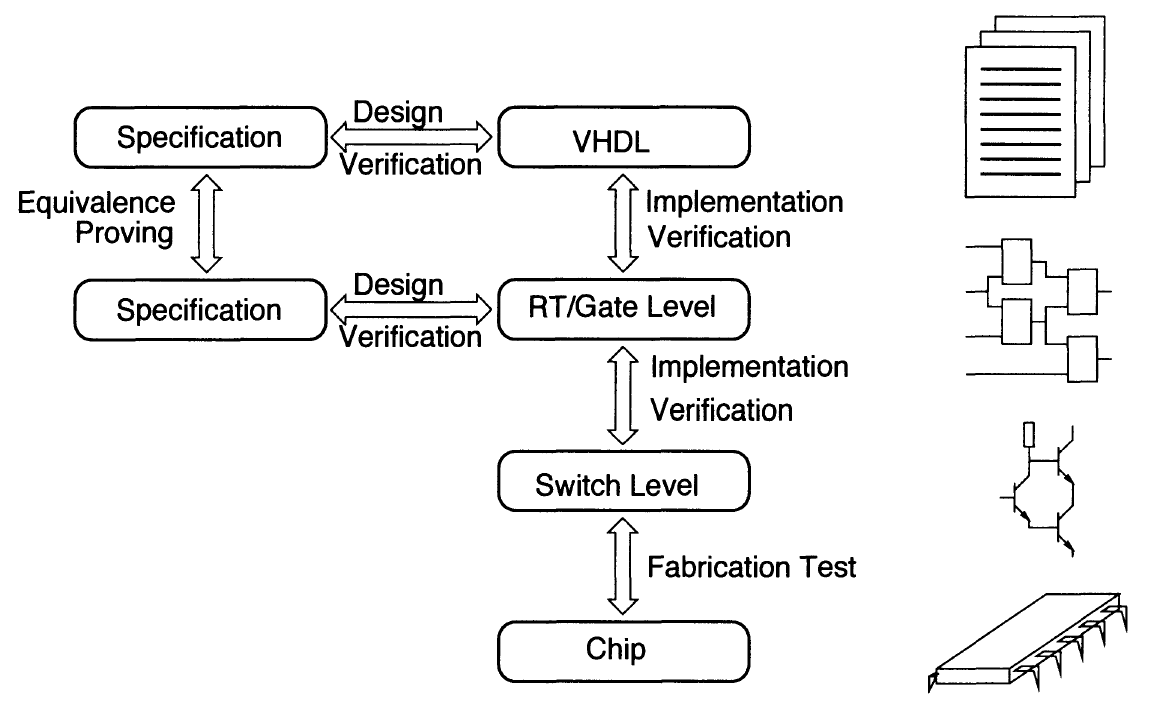 Specification
Design
Verification
VHDL
Equivalence
Proving
Implementation
Verification
Specification
Design
Verification
RT/Gate Level
Implementation
Verification
Switch Level
Fabrication Test
Chip